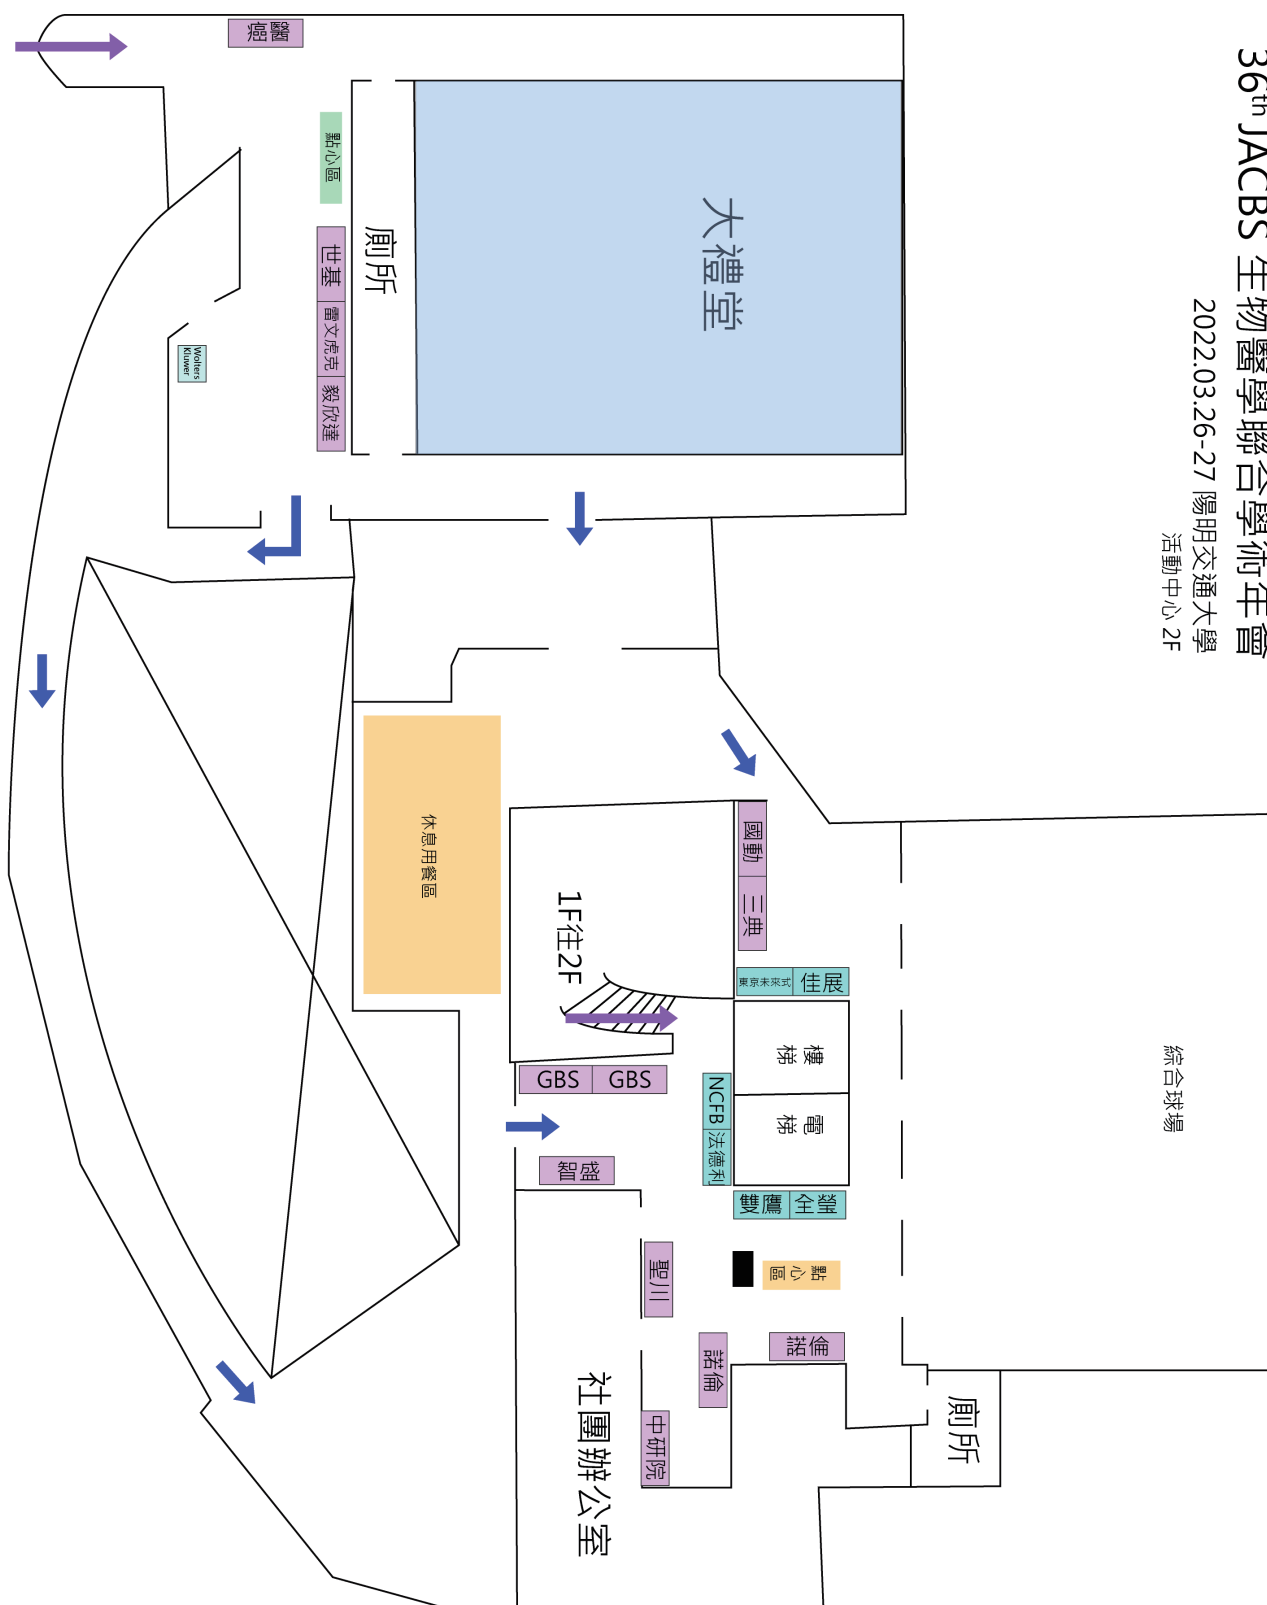 36th JACBS 生物醫學聯合學術年會
2022.03.26-27 陽明交通大學
活動中心 2F
癌醫
點心區
世基
雷文虎克
毅欣達
廁所
大禮堂
Wolters
Kluwer
休息用餐區
1F往2F
國動
三典
東京未來式
佳展
樓梯
電梯
GBS
GBS
NCFB
法德利
智盛
雙鷹
全瑩
聖川
點心區
諾倫
諾倫
中研院
社團辦公室
廁所
綜合球場